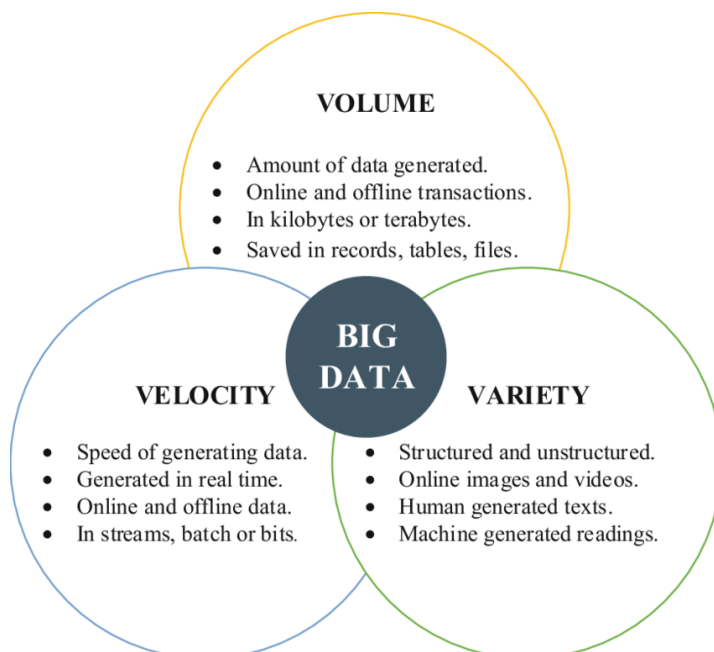 VOLUME
• Amount of data generated.
• Online and offline transactions.
• In kilobytes or terabytes.
• Saved in records, tables, files.
BIG
DATA
VELOCITY
• Speed of generating data.
• Generated in real time.
• Online and offline data.
• In streams, batch or bits.
VARIETY
• Structured and unstructured.
• Online images and videos.
• Human generated texts.
• Machine generated readings.